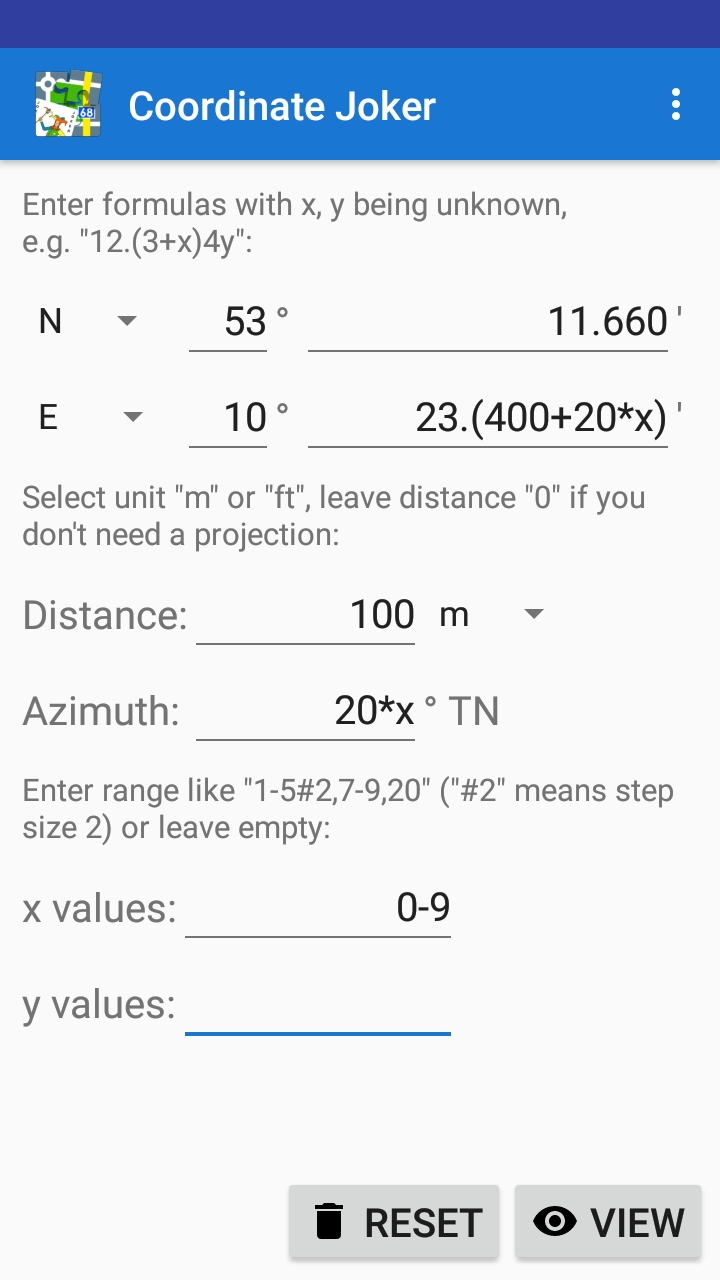 68
Coordinate Joker
Enter formulas with x, y being unknown,
e.g. "12.(3+x)4y":
N 53 ° 11.660 '
E 10 ° 23.(400+20*x) '
Select unit "m" or "ft", leave distance "0" if you
don't need a projection:
Distance: 100 m
Azimuth: 20*x ° TN
Enter range like "1-5#2,7-9,20" ("#2" means step
size 2) or leave empty:
x values: 0-9
y values:
RESET VIEW